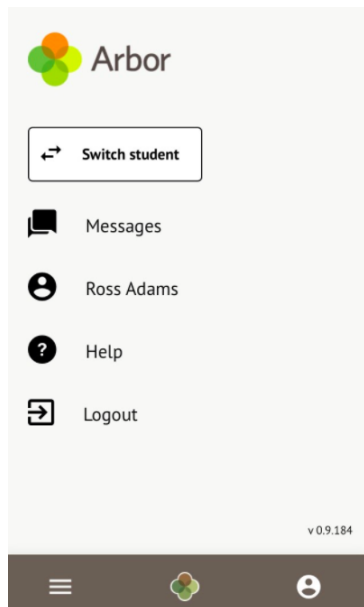 Arbor
Switch student
Messages
Ross Adams
? Help
Logout
v 0.9.184